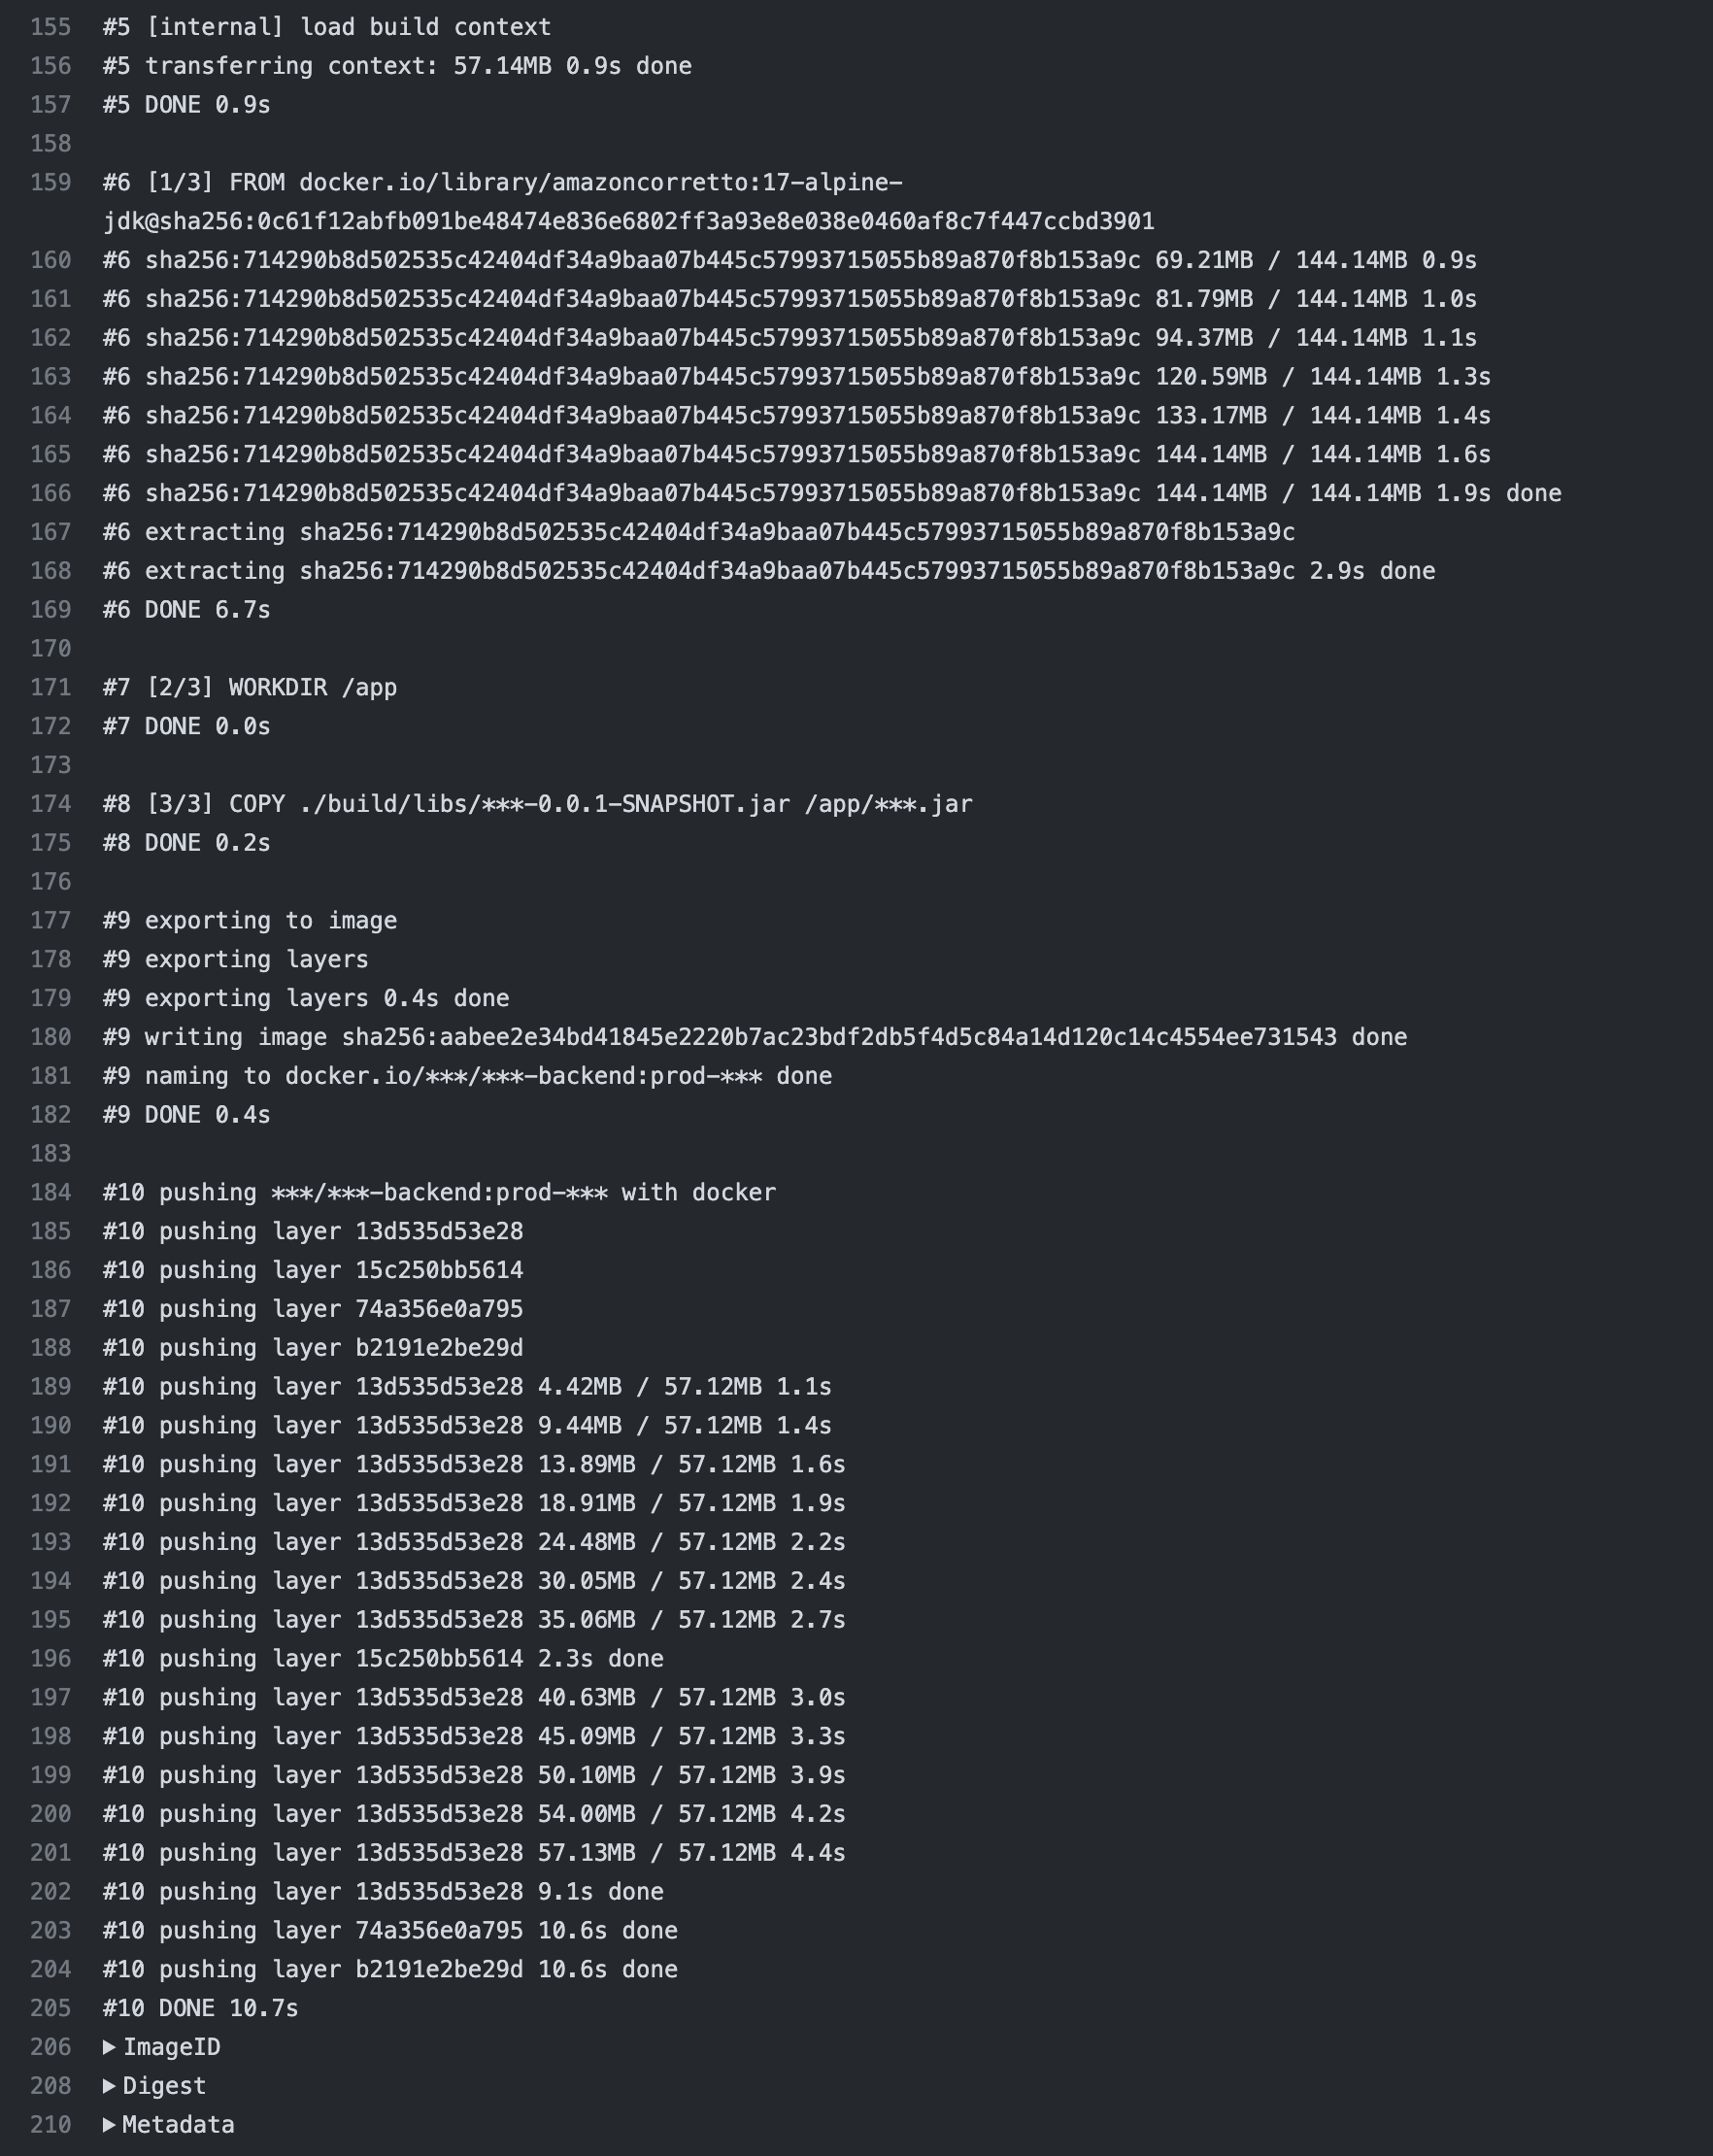 155 #5 [internal] load build context
156 #5 transferring context: 57.14MB 0.9s done
157 #5 DONE 0.9s
158
159 #6 [1/3] FROM docker.io/library/amazoncorretto:17-alpine-
jdk@sha256:0c61f12abfb091be48474e836e6802ff3a93e8e038e0460af8c7f447ccbd3901
160 #6 sha256:714290b8d502535c42404df34a9baa07b445c57993715055b89a870f8b153a9c 69.21MB / 144.14MB 0.9s
161 #6 sha256:714290b8d502535c42404df34a9baa07b445c57993715055b89a870f8b153a9c 81.79MB / 144.14MB 1.0s
162 #6 sha256:714290b8d502535c42404df34a9baa07b445c57993715055b89a870f8b153a9c 94.37MB / 144.14MB 1.1s
163 #6 sha256:714290b8d502535c42404df34a9baa07b445c57993715055b89a870f8b153a9c 120.59MB / 144.14MB 1.3s
164 #6 sha256:714290b8d502535c42404df34a9baa07b445c57993715055b89a870f8b153a9c 133.17MB / 144.14MB 1.4s
165 #6 sha256:714290b8d502535c42404df34a9baa07b445c57993715055b89a870f8b153a9c 144.14MB / 144.14MB 1.6s
166 #6 sha256:714290b8d502535c42404df34a9baa07b445c57993715055b89a870f8b153a9c 144.14MB / 144.14MB 1.9s done
167 #6 extracting sha256:714290b8d502535c42404df34a9baa07b445c57993715055b89a870f8b153a9c
168 #6 extracting sha256:714290b8d502535c42404df34a9baa07b445c57993715055b89a870f8b153a9c 2.9s done
169 #6 DONE 6.7s
170
171 #7 [2/3] WORKDIR /app
172 #7 DONE 0.0s
173
174 #8 [3/3] COPY ./build/libs/***-0.0.1-SNAPSHOT.jar /app/***.jar
175 #8 DONE 0.2s
176
177 #9 exporting to image
178 #9 exporting layers
179 #9 exporting layers 0.4s done
180 #9 writing image sha256:aabee2e34bd41845e2220b7ac23bdf2db5f4d5c84a14d120c14c4554ee731543 done
181 #9 naming to docker.io/***/***-backend:prod-*** done
182 #9 DONE 0.4s
183
184 #10 pushing ***/***-backend:prod-*** with docker
185 #10 pushing layer 13d535d53e28
186 #10 pushing layer 15c250bb5614
187 #10 pushing layer 74a356e0a795
188 #10 pushing layer b2191e2be29d
189 #10 pushing layer 13d535d53e28 4.42MB / 57.12MB 1.1s
190 #10 pushing layer 13d535d53e28 9.44MB / 57.12MB 1.4s
191 #10 pushing layer 13d535d53e28 13.89MB / 57.12MB 1.6s
192 #10 pushing layer 13d535d53e28 18.91MB / 57.12MB 1.9s
193 #10 pushing layer 13d535d53e28 24.48MB / 57.12MB 2.2s
194 #10 pushing layer 13d535d53e28 30.05MB / 57.12MB 2.4s
195 #10 pushing layer 13d535d53e28 35.06MB / 57.12MB 2.7s
196 #10 pushing layer 15c250bb5614 2.3s done
197 #10 pushing layer 13d535d53e28 40.63MB / 57.12MB 3.0s
198 #10 pushing layer 13d535d53e28 45.09MB / 57.12MB 3.3s
199 #10 pushing layer 13d535d53e28 50.10MB / 57.12MB 3.9s
200 #10 pushing layer 13d535d53e28 54.00MB / 57.12MB 4.2s
201 #10 pushing layer 13d535d53e28 57.13MB / 57.12MB 4.4s
202 #10 pushing layer 13d535d53e28 9.1s done
203 #10 pushing layer 74a356e0a795 10.6s done
204 #10 pushing layer b2191e2be29d 10.6s done
205 #10 DONE 10.7s
206 ▶ImageID
208 ▶Digest
210 ▶Metadata